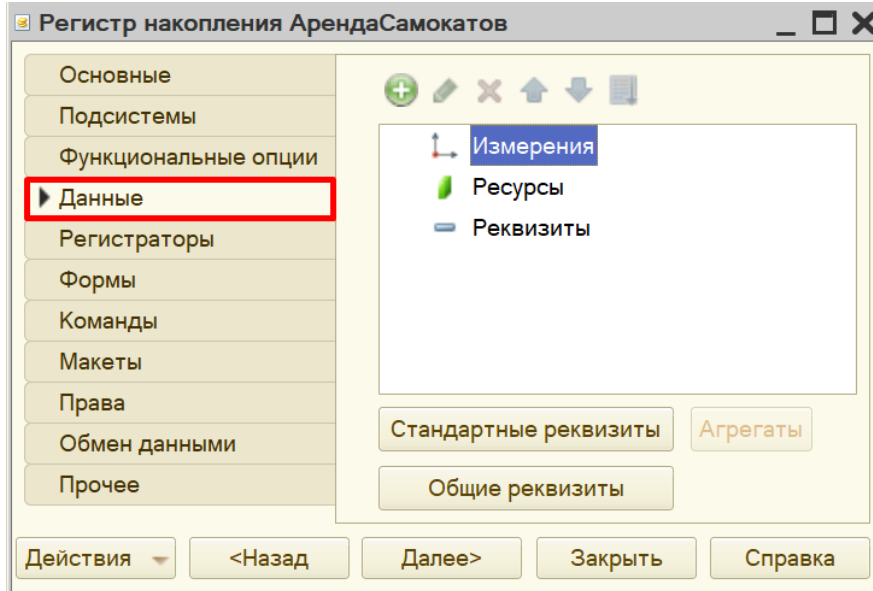 Регистр накопления АрендаСамокатов
Основные
Подсистемы
Функциональные опции
Данные
Регистраторы
Формы
Команды
Макеты
Права
Обмен данными
Прочее
Измерения
Ресурсы
Реквизиты
Стандартные реквизиты
Агрегаты
Общие реквизиты
Действия
<Назад
Далее>
Закрыть
Справка